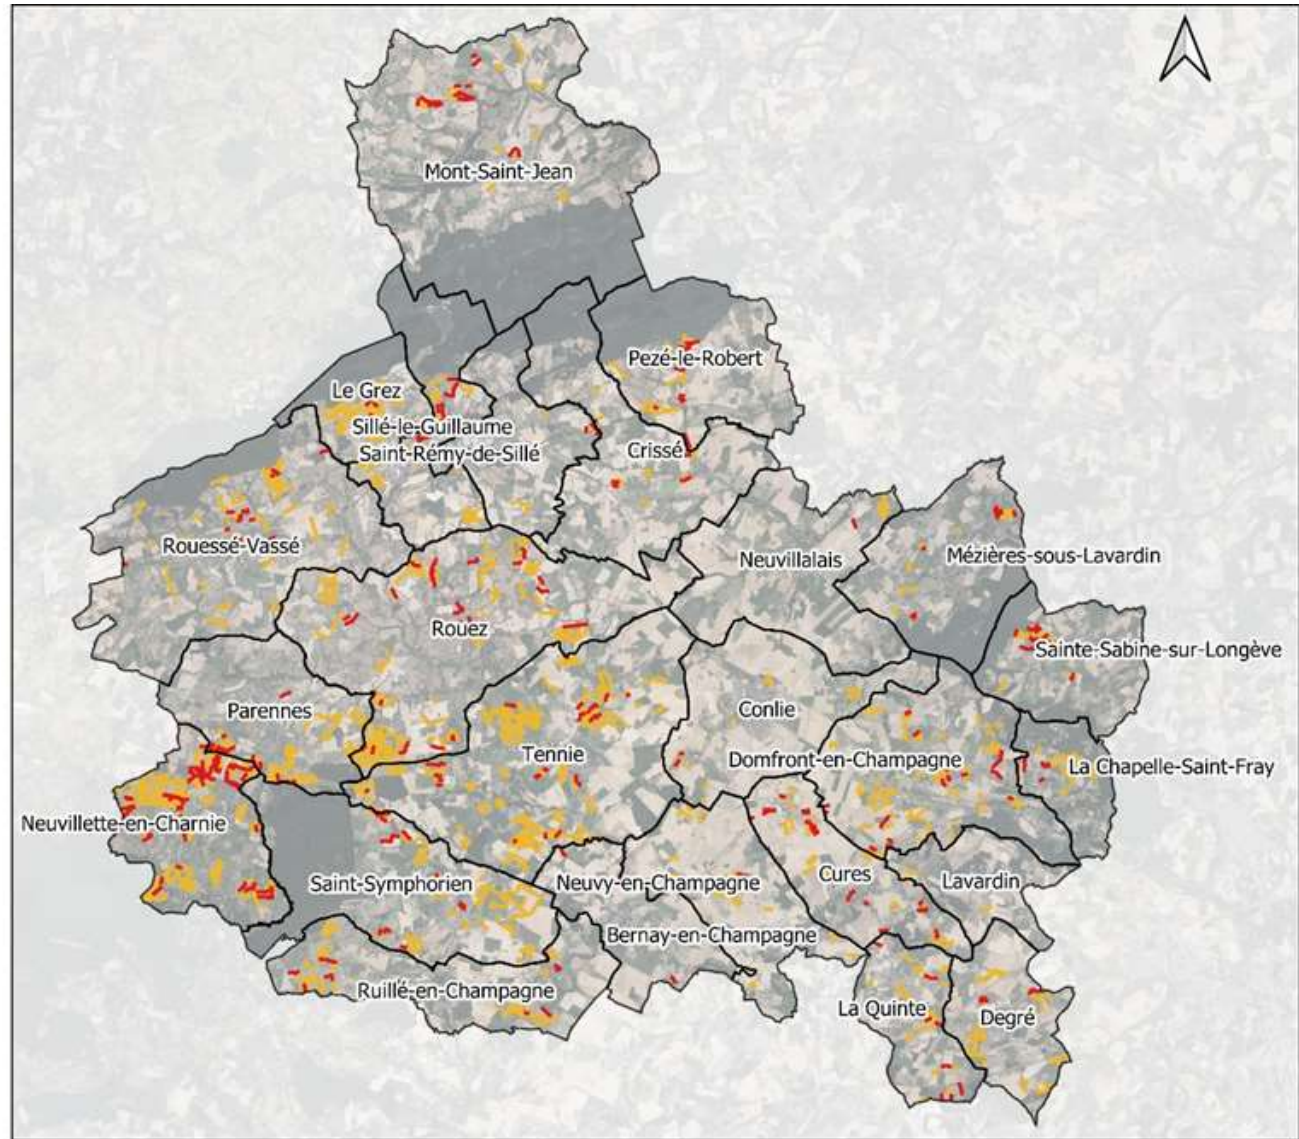 Mont-Saint-Jean
Pezé-le-Robert
Le Grez
Sillé-le-Guillaume
Saint-Rémy-de-Sillé
Crissé
Rouessé-Vassé
Neuvillalais
Mézières-sous-Lavardin
Rouez
Sainte-Sabine-sur-Longève
Parennes
Conlie
Tennie
Domfront-en-Champagne
La Chapelle-Saint-Fray
Neuvillette-en-Charnie
Saint-Symphorien
Neuvy-en-Champagne
Cures
Lavardin
Bernay-en-Champagne
Ruillé-en-Champagne
La Quinte
Degré